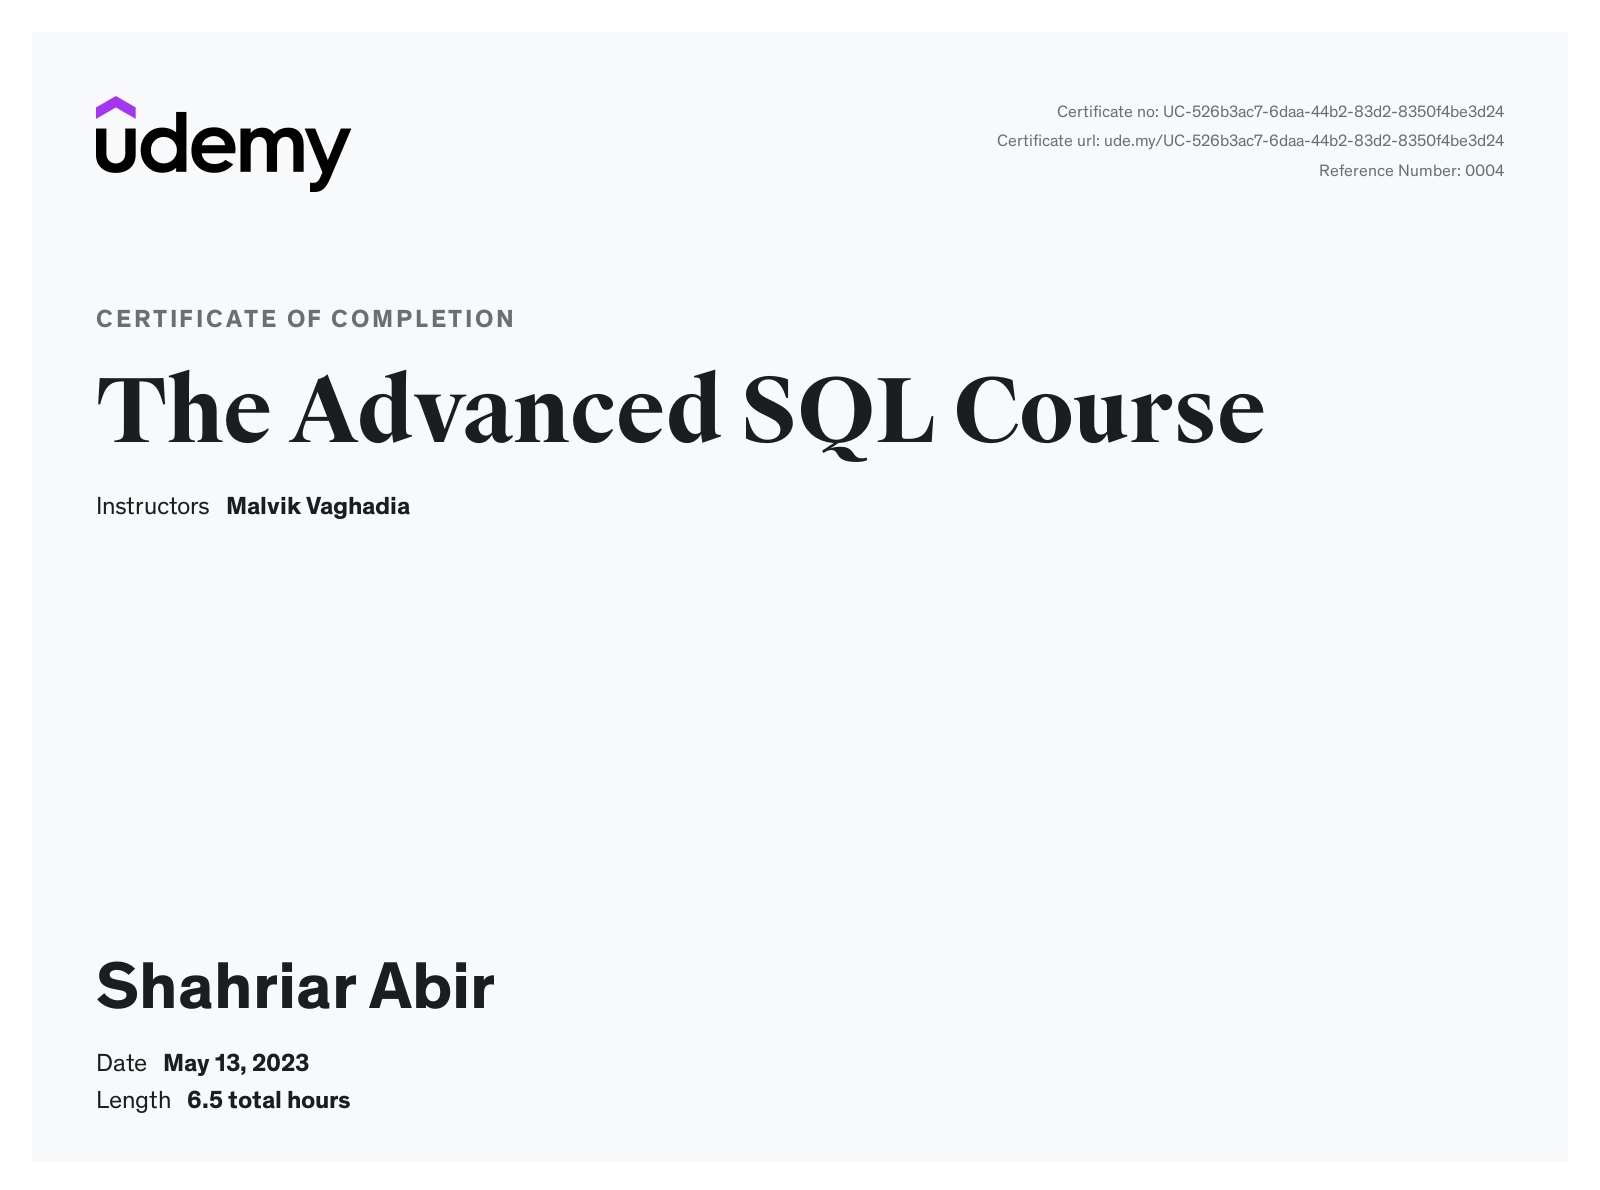 udemy
Certificate no: UC-526b3ac7-6daa-44b2-83d2-8350f4be3d24
Certificate url: ude.my/UC-526b3ac7-6daa-44b2-83d2-8350f4be3d24
Reference Number: 0004
CERTIFICATE OF COMPLETION
The Advanced SQL Course
Instructors Malvik Vaghadia
Shahriar Abir
Date May 13, 2023
Length 6.5 total hours